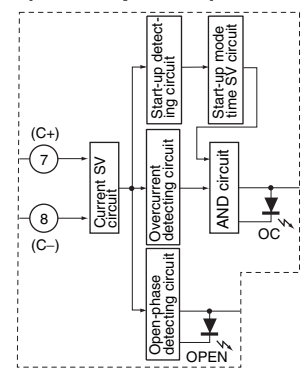 Start-up detect-
ing circuit
Start-up mode
time SV circuit
(C+)
7
8
(C−)
Current SV
circuit
Overcurrent
detecting circuit
AND circuit
OC
Open-phase
detecting circuit
OPEN